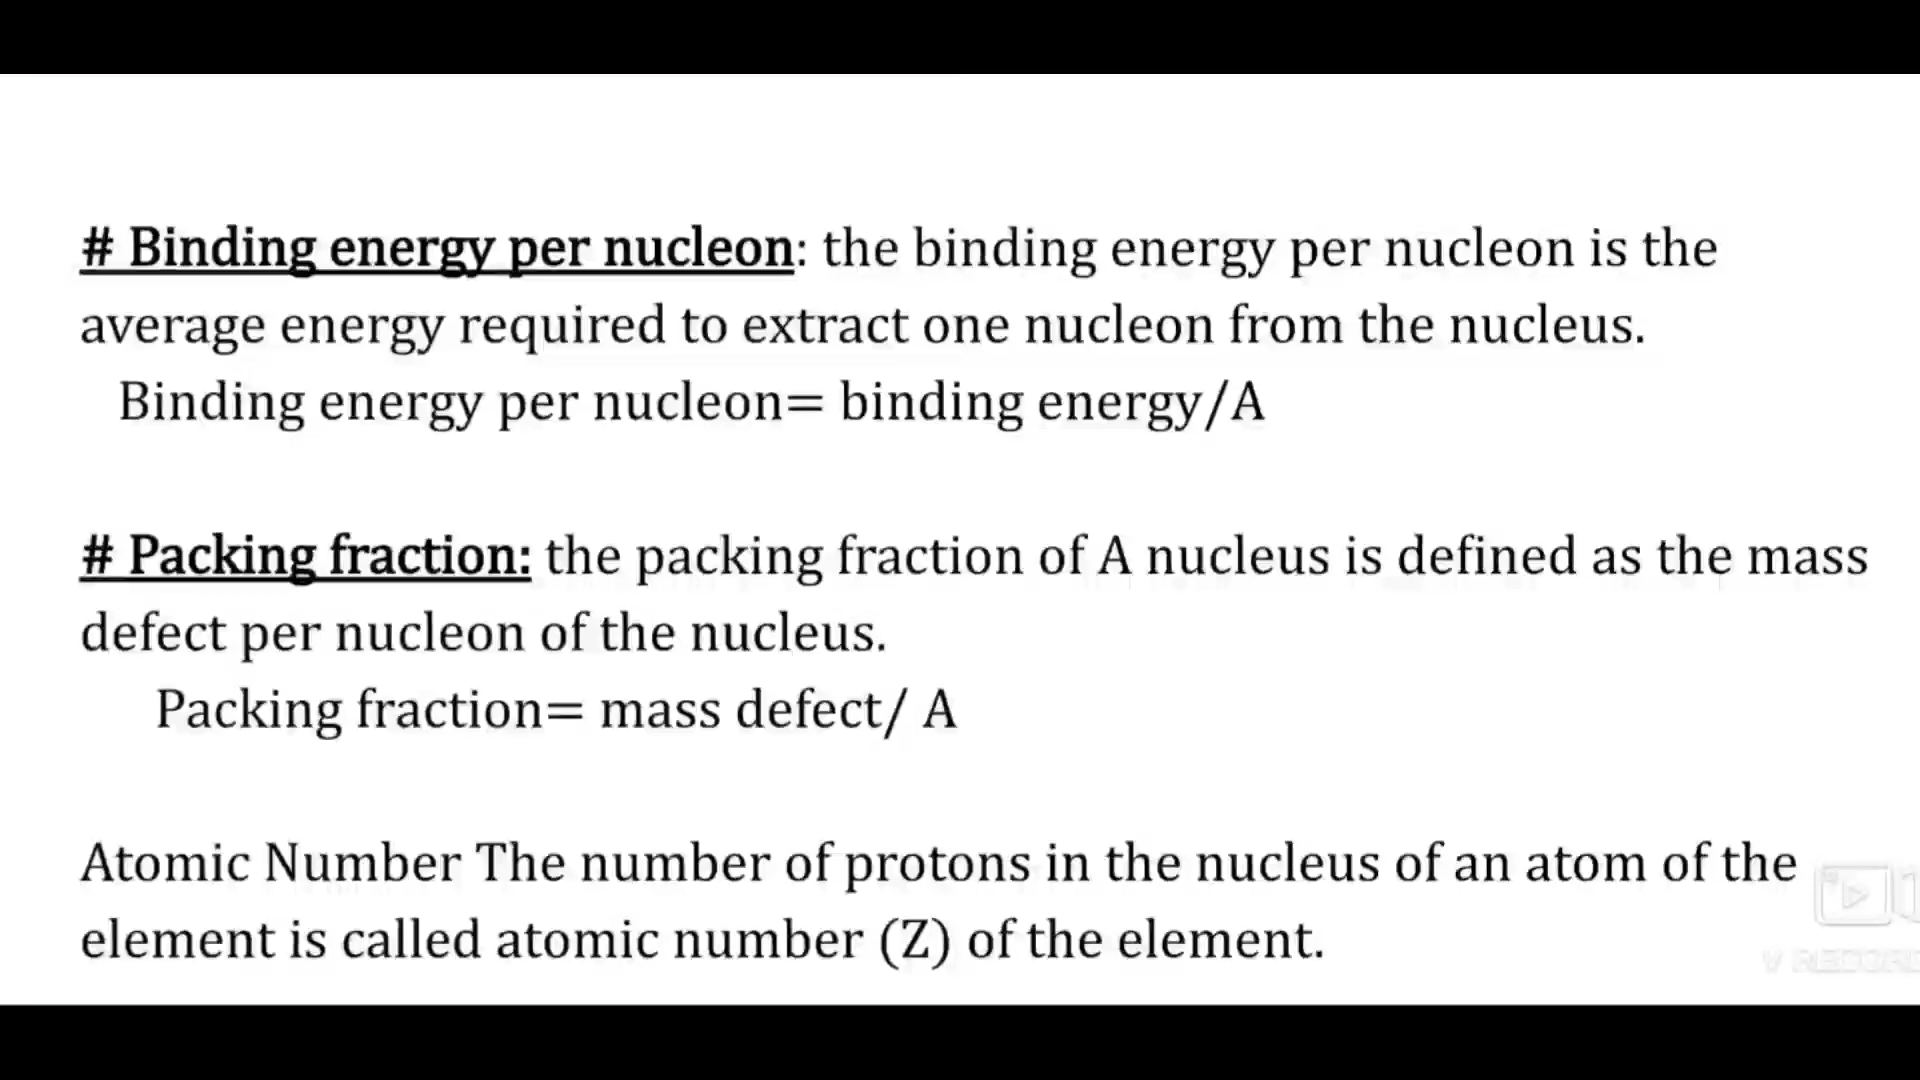 # Binding energy per nucleon: the binding energy per nucleon is the
average energy required to extract one nucleon from the nucleus.
Binding energy per nucleon= binding energy/A
# Packing fraction: the packing fraction of A nucleus is defined as the mass
defect per nucleon of the nucleus.
Packing fraction= mass defect/ A
Atomic Number The number of protons in the nucleus of an atom of the
element is called atomic number (Z) of the element.